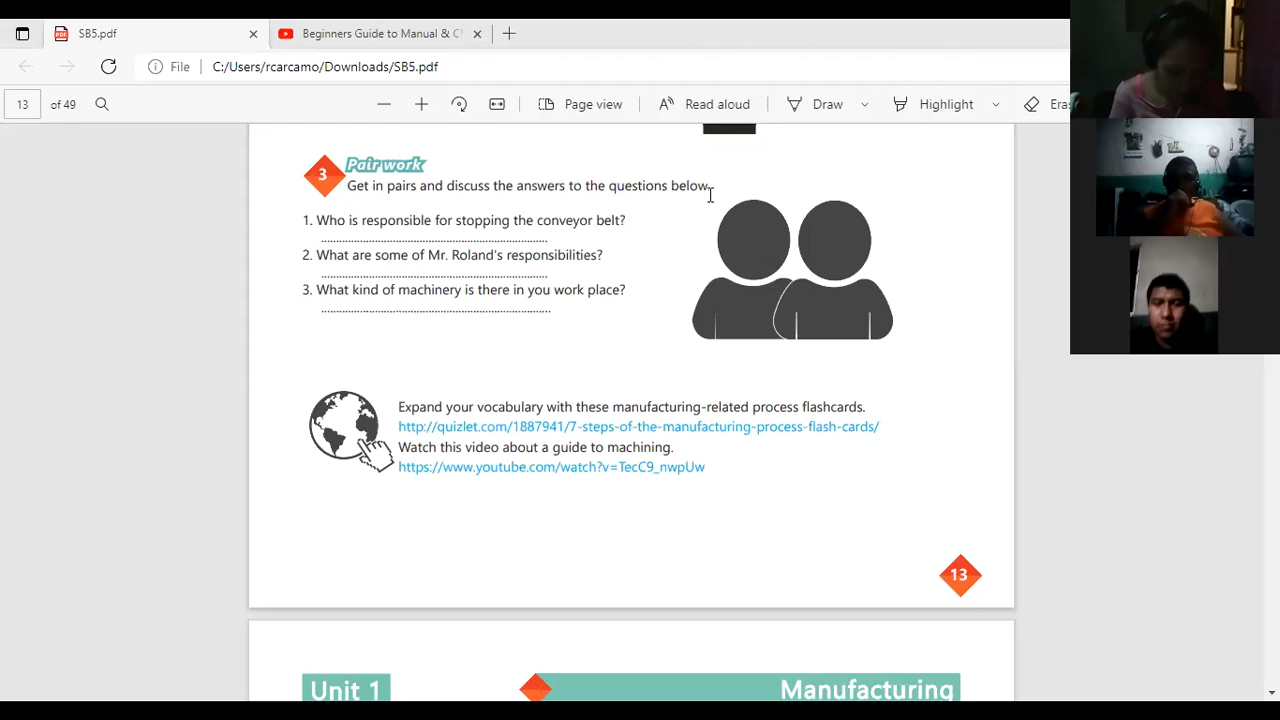 SB5.pdf
Beginners Guide to Manual & C
File
C:/Users/rcarcamo/Downloads/SB5.pdf
13 of 49
Page view
Read aloud
Draw
Highlight
Eras
3
Pair work
Get in pairs and discuss the answers to the questions below.
1. Who is responsible for stopping the conveyor belt?
2. What are some of Mr. Roland's responsibilities?
3. What kind of machinery is there in you work place?
Expand your vocabulary with these manufacturing-related process flashcards.
http://quizlet.com/1887941/7-steps-of-the-manufacturing-process-flash-cards/
Watch this video about a guide to machining.
https://www.youtube.com/watch?v=TecC9_nwpUw
13
Unit 1
Manufacturing